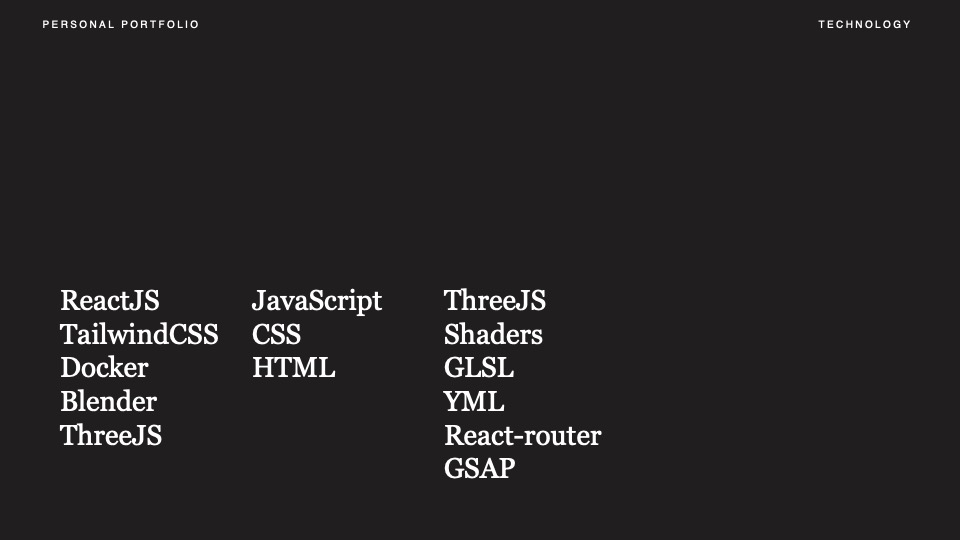 PERSONAL PORTFOLIO
TECHNOLOGY
ReactJS
TailwindCSS
Docker
Blender
ThreeJS
JavaScript
CSS
HTML
ThreeJS
Shaders
GLSL
YML
React-router
GSAP